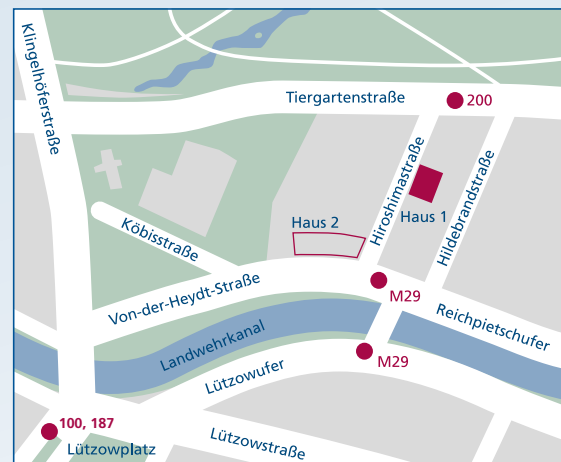 Klingelhöferstraße
Tiergartenstraße
200
Hiroshimastraße
Haus 1
Hildebrandstraße
Haus 2
Köbisstraße
Von-der-Heydt-Straße
M29
Reichpietschufer
Landwehrkanal
M29
Lützowufer
100, 187
Lützowplatz
Lützowstraße